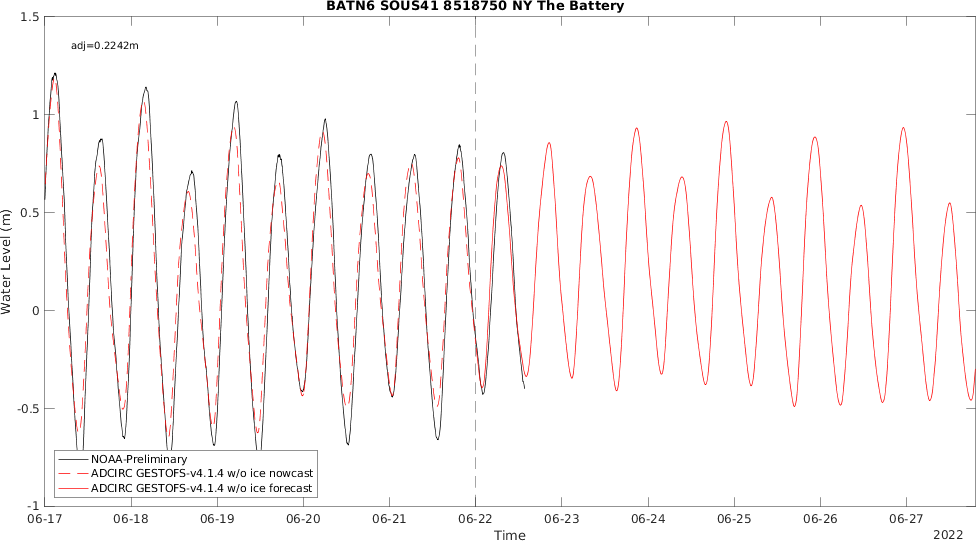 BATN6 SOUS41 8518750 NY The Battery
adj=0.2242m
Water Level (m)
1.5
1
0.5
0
-0.5
-1
NOAA-Preliminary
ADCIRC GESTOFS-v4.1.4 w/o ice nowcast
ADCIRC GESTOFS-v4.1.4 w/o ice forecast
06-17 06-18 06-19 06-20 06-21 06-22 06-23 06-24 06-25 06-26 06-27
Time
2022